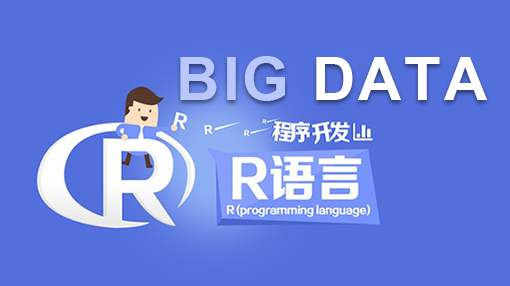 BIG DATA
R
R
R
程序开发
R
R语言
R (programming language)